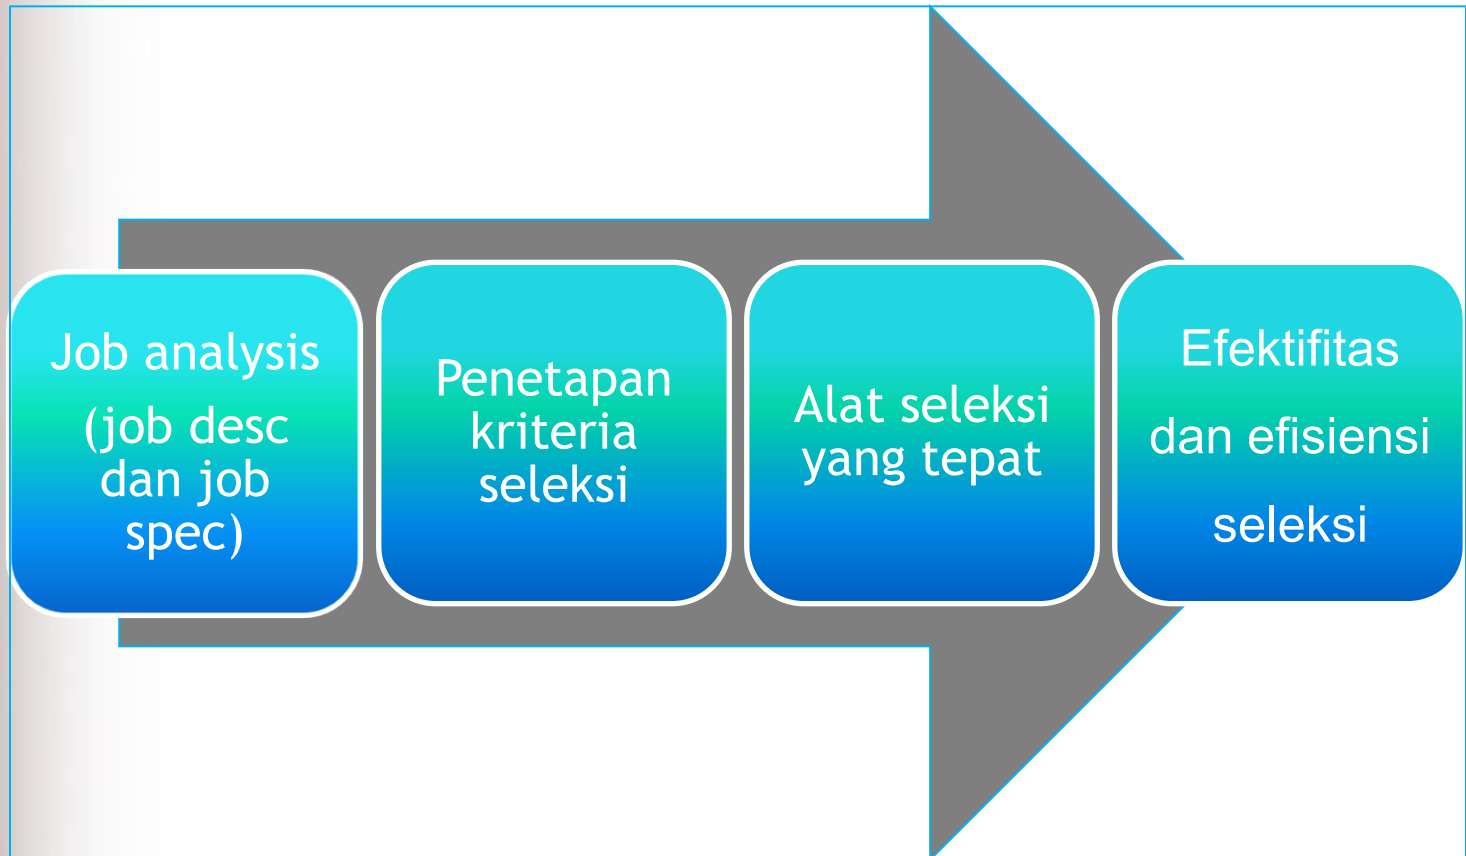 Job analysis
(job desc
dan job
spec)
Penetapan
kriteria
seleksi
Alat seleksi
yang tepat
Efektifitas
dan efisiensi
seleksi